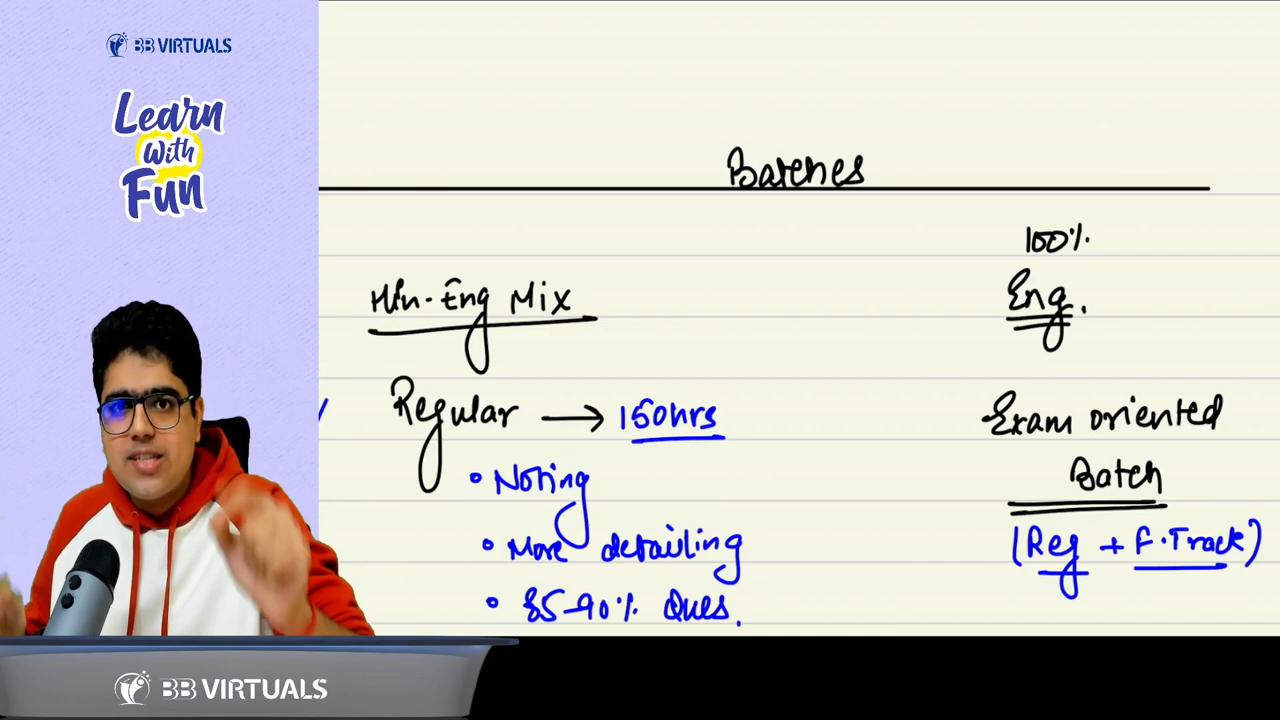 BB VIRTUALS
Learn
With
Fun
Batches
100%
Hin-Eng Mix
Eng.
Regular → 150hrs
Exam oriented
Batch
• Noting
(Reg + F.Track)
• More detailing
• 85-90% Ques.
BB VIRTUALS